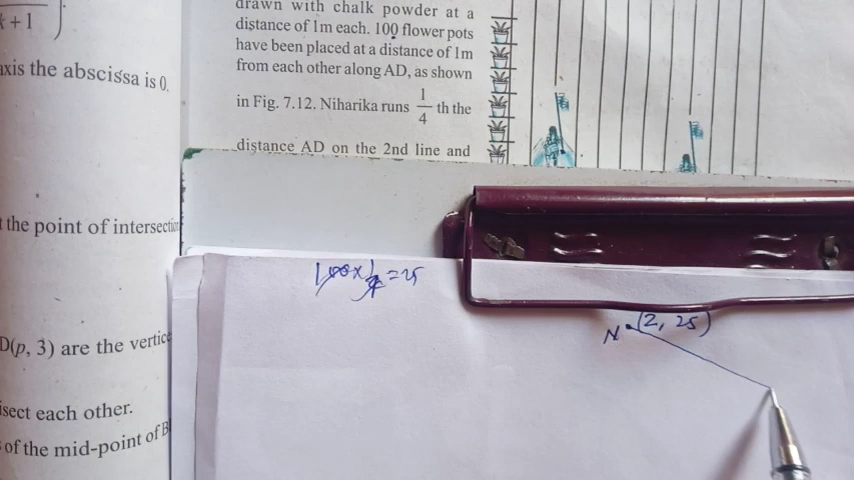 k + 1
axis the abscissa is 0.
the point of intersection
D(p, 3) are the vertice
isect each other.
of the mid-point of B
drawn with chalk powder at a
distance of 1m each. 100 flower pots
have been placed at a distance of 1m
from each other along AD, as shown
in Fig. 7.12. Niharika runs 1/4 th the
distance AD on the 2nd line and
100 x 1/4 = 25
N (2, 25)